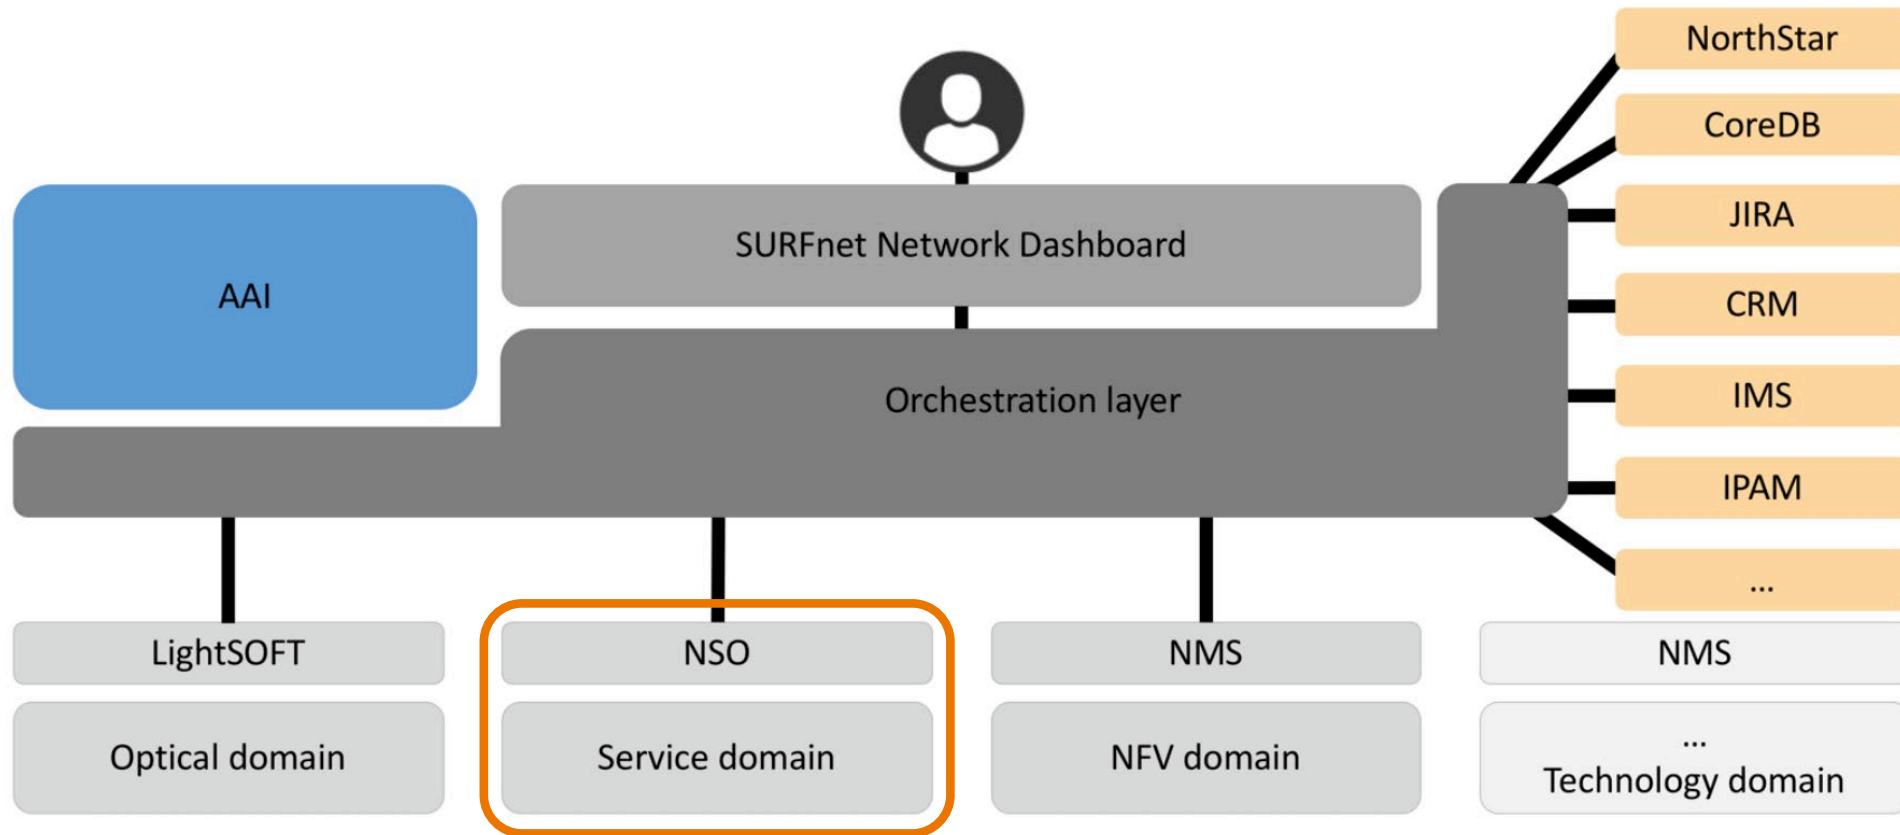 NorthStar
CoreDB
JIRA
SURFnet Network Dashboard
AAI
CRM
Orchestration layer
IMS
IPAM
...
LightSOFT
NSO
NMS
NMS
Optical domain
Service domain
NFV domain
...
Technology domain